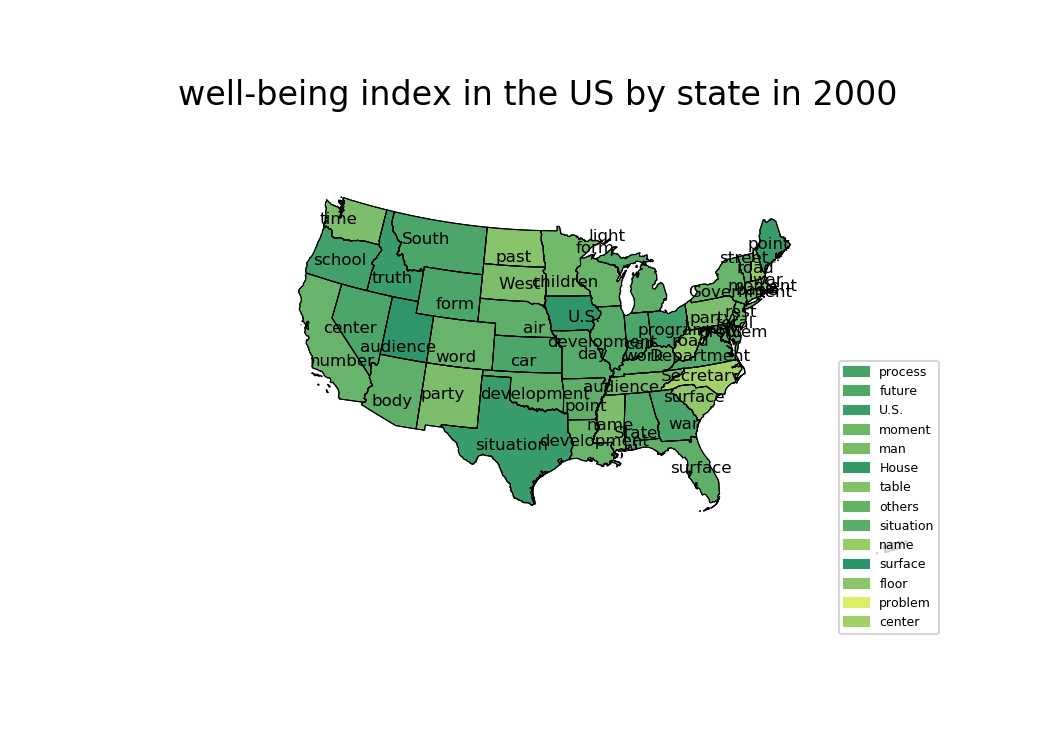 well-being index in the US by state in 2000
time
South
school
truth
past
light
form
point
street
road
West
children
war
moment
Government
form
center
audience
air
U.S.
development
day
program
party
rest
problem
road
number
word
car
work
Department
body
party
development
audience
Secretary
surface
point
name
State
war
situation
development
surface
process
future
U.S.
moment
man
House
table
others
situation
name
surface
floor
problem
center